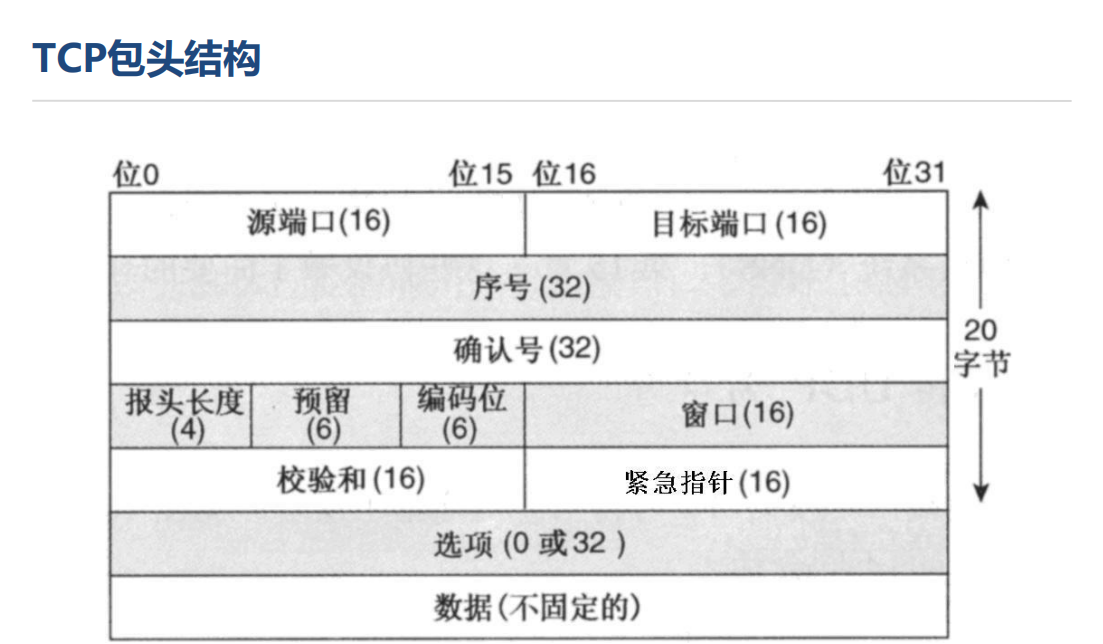 TCP包头结构
位0 位15 位16 位31
源端口(16) 目标端口(16)
序号(32)
确认号(32)
20
字节
报头长度 预留 编码位 窗口(16)
(4) (6) (6)
校验和(16) 紧急指针(16)
选项(0或32)
数据(不固定的)